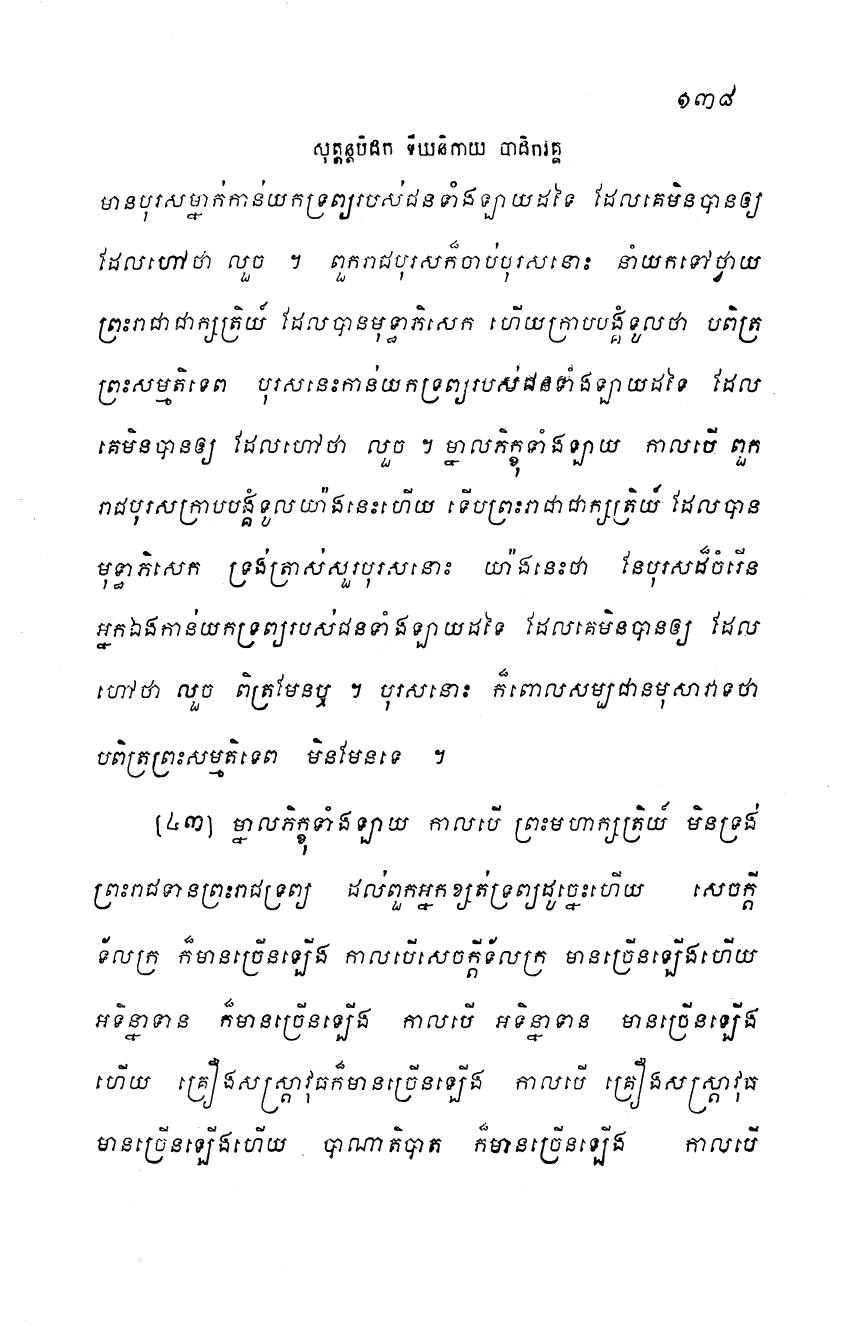 ១៣៨
សុត្តន្តបិដក ទីឃនិកាយ បាដិកវគ្គ
មានបុរសម្នាក់កាន់យកទ្រព្យរបស់ជនទាំងឡាយដទៃ ដែលគេមិនបានឲ្យ
ដែលហៅថា លួច ។ ពួករាជបុរសក៏ចាប់បុរសនោះ នាំយកទៅថ្វាយ
ព្រះរាជាជាក្សត្រិយ៍ ដែលបានមុទ្ធាភិសេក ហើយក្រាបបង្គំទូលថា បពិត្រ
ព្រះសម្មតិទេព បុរសនេះកាន់យកទ្រព្យរបស់ជនទាំងឡាយដទៃ ដែល
គេមិនបានឲ្យ ដែលហៅថា លួច ។ ម្នាលភិក្ខុទាំងឡាយ កាលបើ ពួក
រាជបុរសក្រាបបង្គំទូលយ៉ាងនេះហើយ ទើបព្រះរាជាជាក្សត្រិយ៍ ដែលបាន
មុទ្ធាភិសេក ទ្រង់ត្រាស់សួរបុរសនោះ យ៉ាងនេះថា នែបុរសដ៏ចំរើន
អ្នកឯងកាន់យកទ្រព្យរបស់ជនទាំងឡាយដទៃ ដែលគេមិនបានឲ្យ ដែល
ហៅថា លួច ពិត្រមែនឬ ។ បុរសនោះ ក៏ពោលសម្បជានមុសាវាទថា
បពិត្រព្រះសម្មតិទេព មិនមែនទេ ។
[៤៣] ម្នាលភិក្ខុទាំងឡាយ កាលបើ ព្រះមហាក្សត្រិយ៍ មិនទ្រង់
ព្រះរាជទានព្រះរាជទ្រព្យ ដល់ពួកអ្នកខ្សត់ទ្រព្យដូច្នេះហើយ សេចក្តី
ទ័លក្រ ក៏មានច្រើនឡើង កាលបើសេចក្តីទ័លក្រ មានច្រើនឡើងហើយ
អទិន្នាទាន ក៏មានច្រើនឡើង កាលបើ អទិន្នាទាន មានច្រើនឡើង
ហើយ គ្រឿងសស្ត្រាវុធក៏មានច្រើនឡើង កាលបើ គ្រឿងសស្ត្រាវុធ
មានច្រើនឡើងហើយ បាណាតិបាត ក៏មានច្រើនឡើង កាលបើ